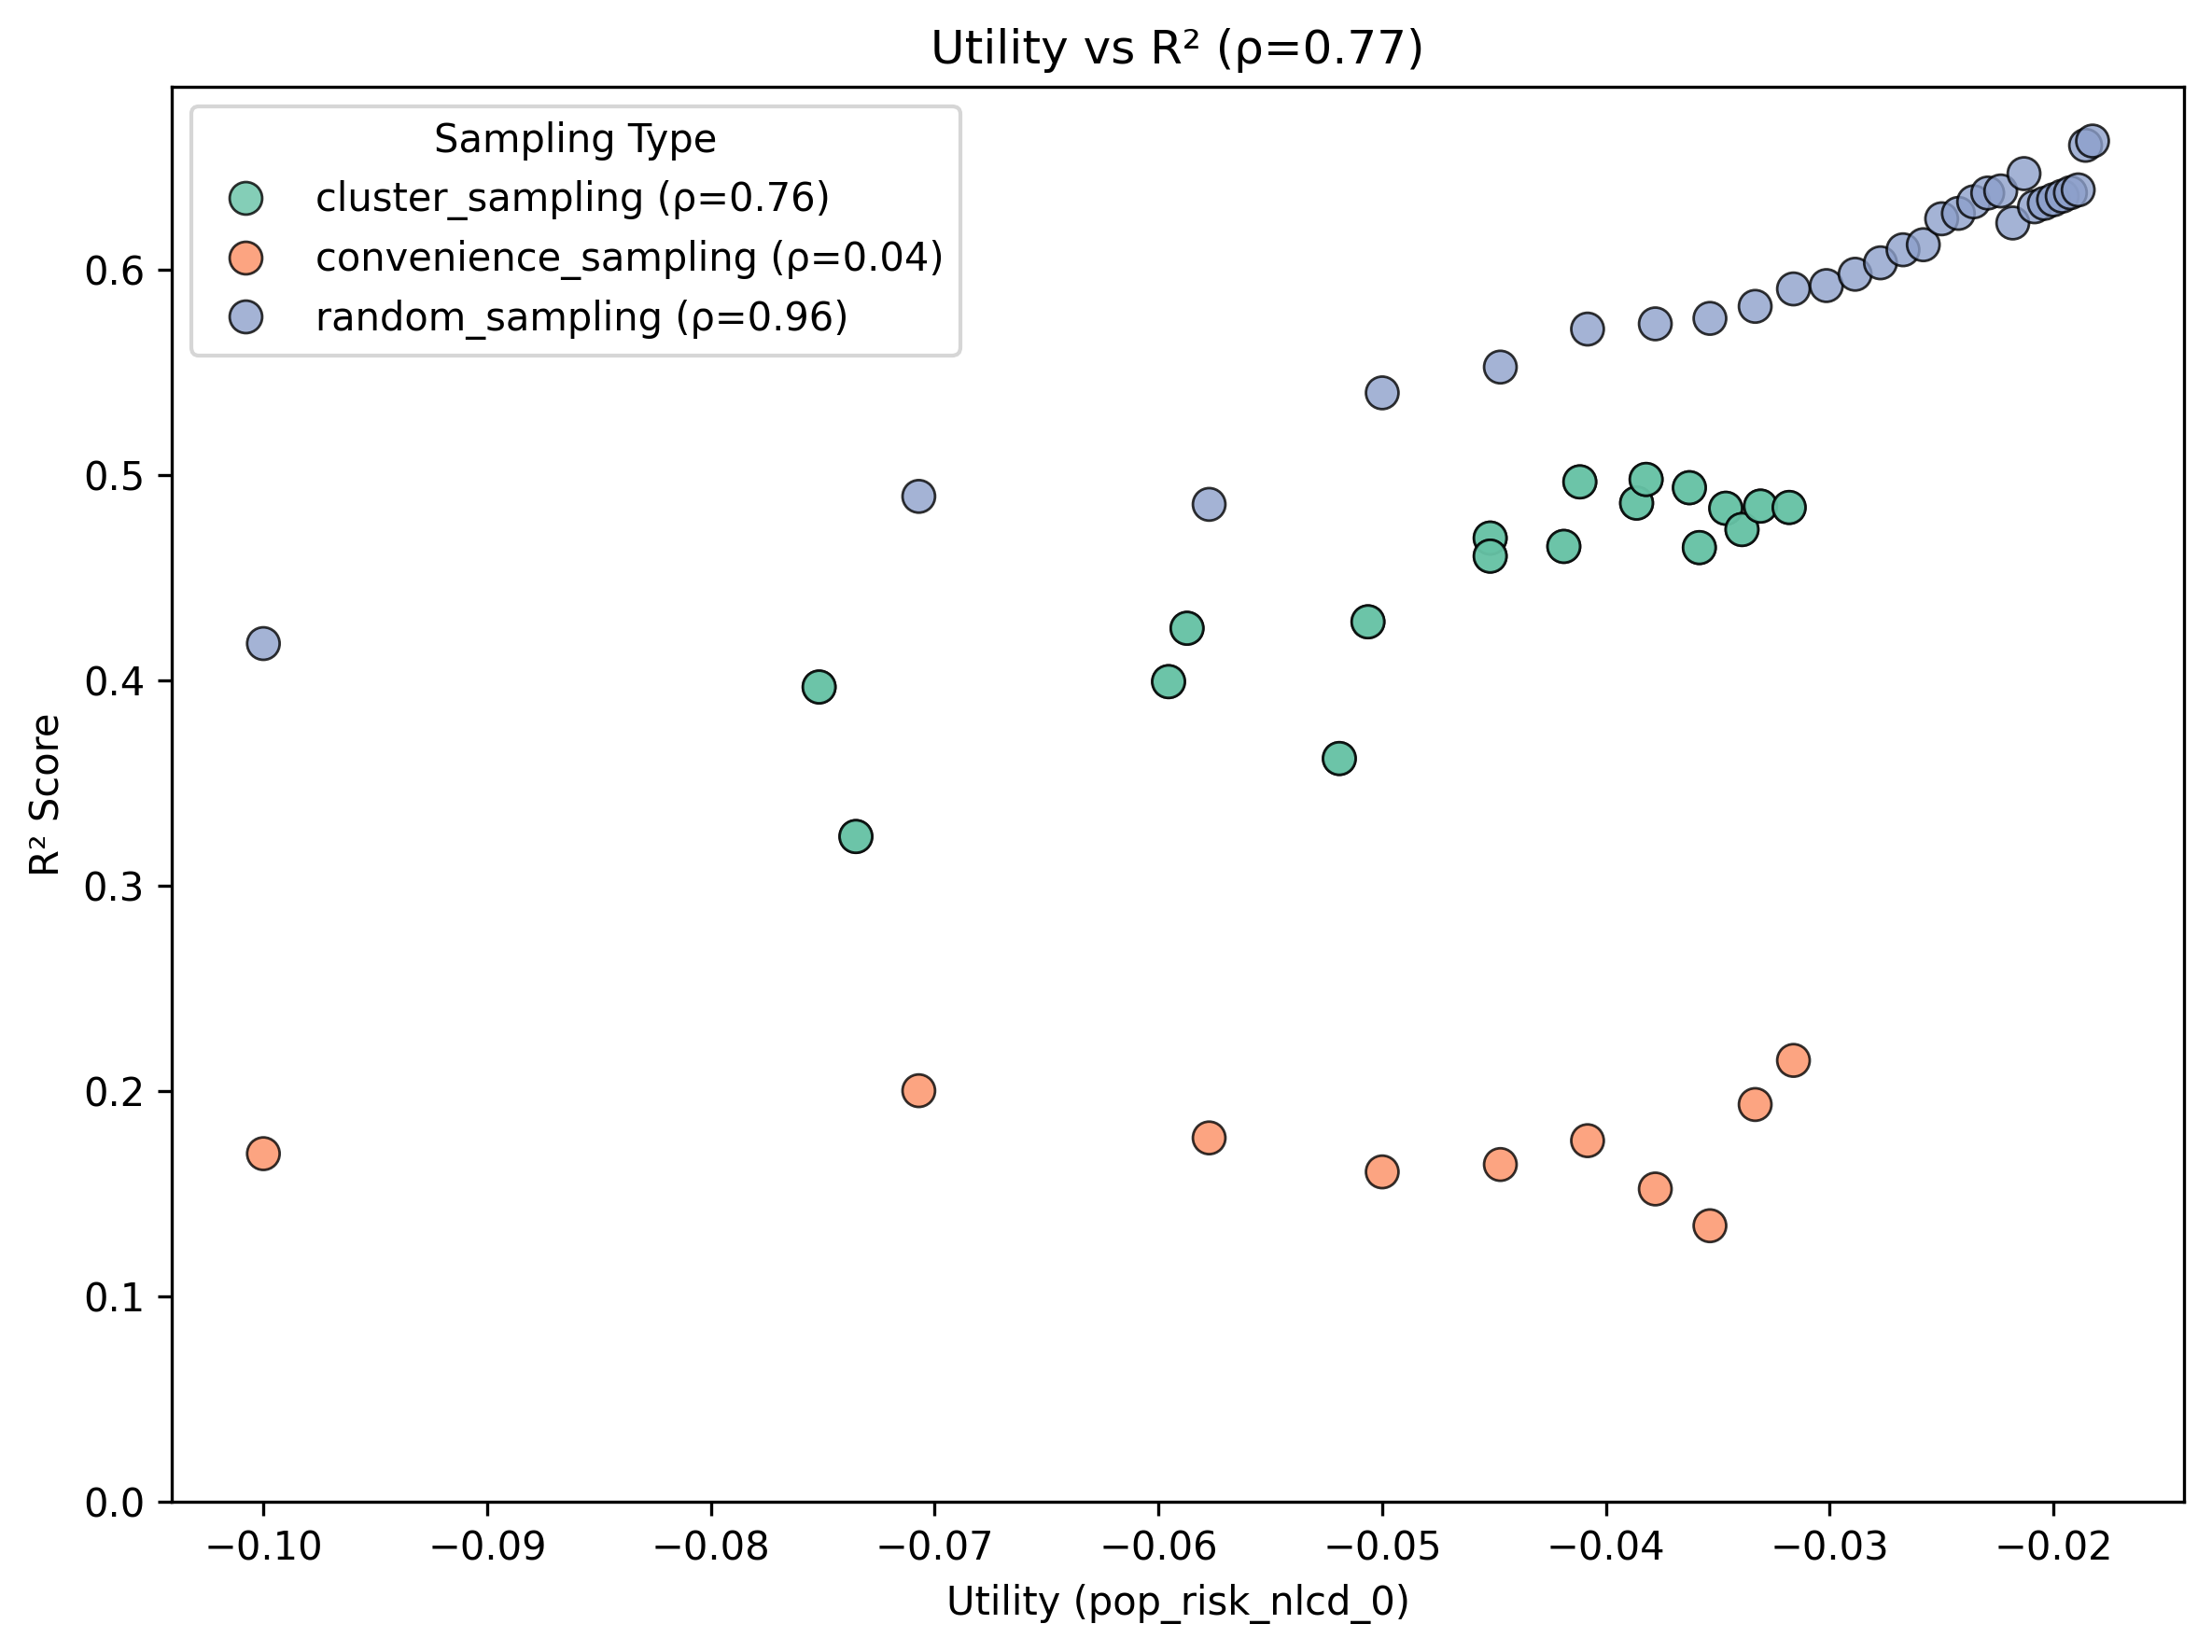 Utility vs R² (ρ=0.77)
Sampling Type
cluster_sampling (ρ=0.76)
convenience_sampling (ρ=0.04)
random_sampling (ρ=0.96)
R² Score
0.6
0.5
0.4
0.3
0.2
0.1
0.0
−0.10 −0.09 −0.08 −0.07 −0.06 −0.05 −0.04 −0.03 −0.02
Utility (pop_risk_nlcd_0)